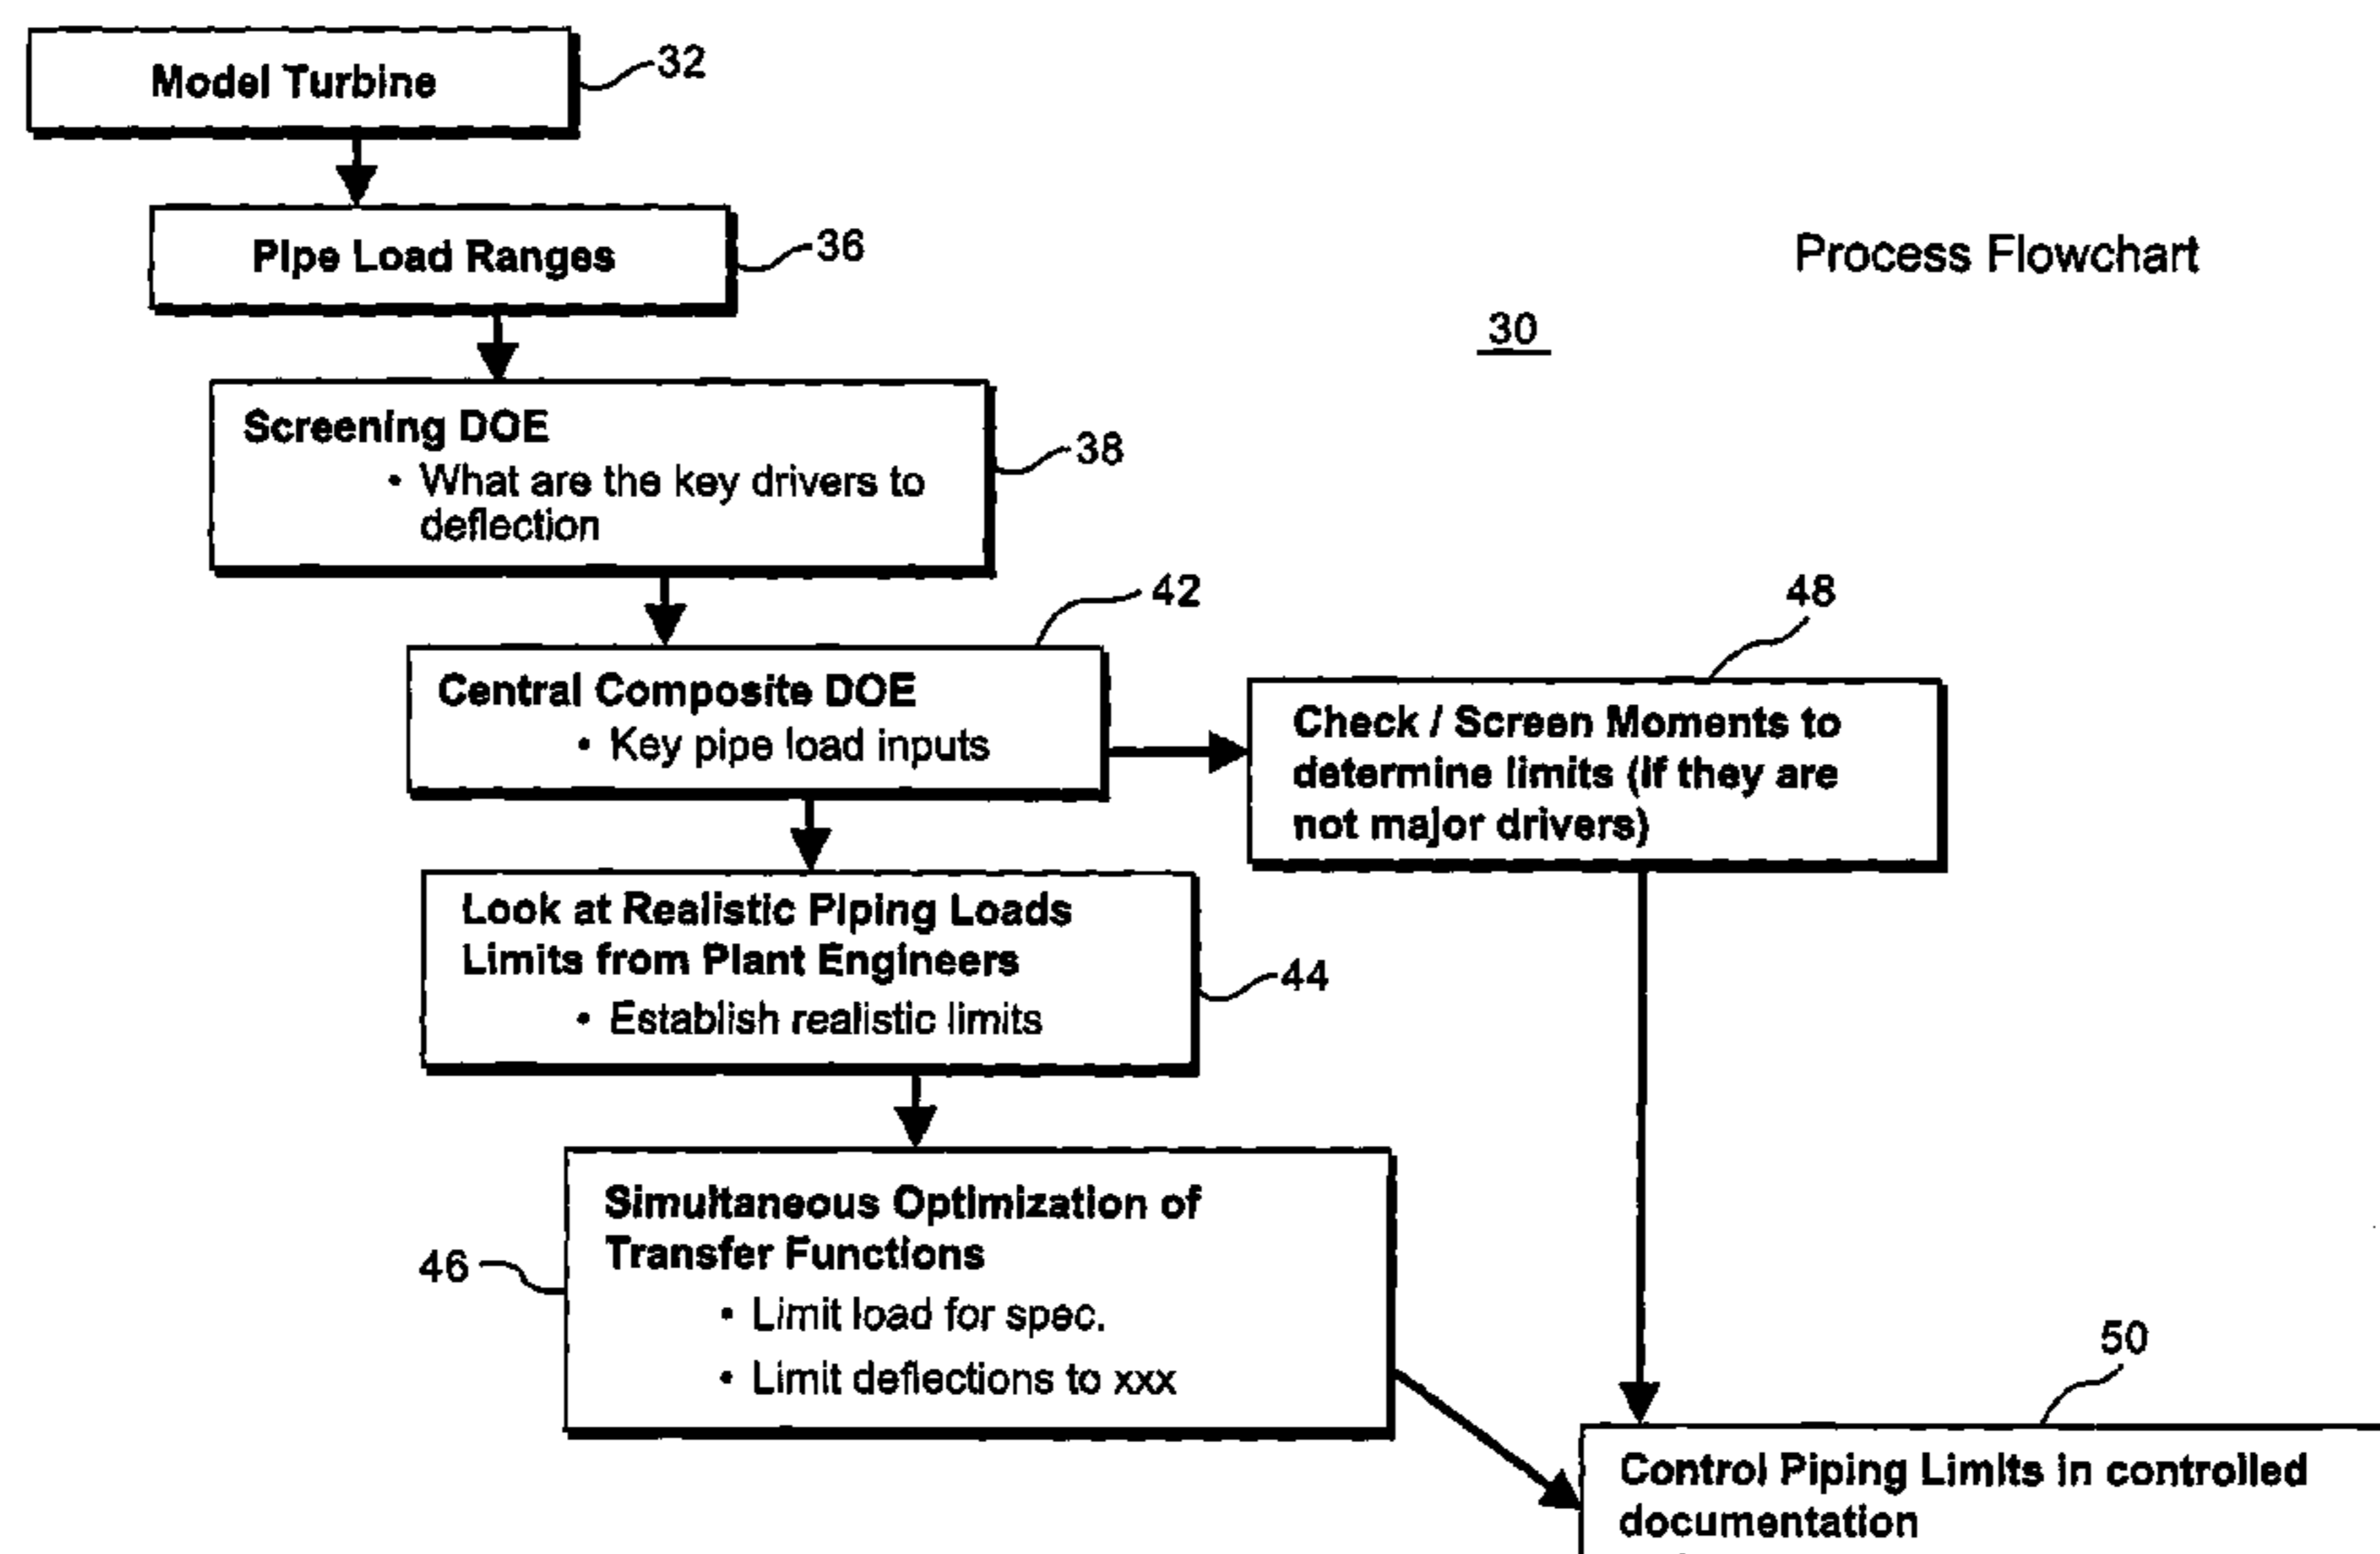 Model Turbine
32
Pipe Load Ranges
36
Process Flowchart
30
Screening DOE
• What are the key drivers to
deflection
38
42
Central Composite DOE
• Key pipe load inputs
48
Check / Screen Moments to
determine limits (if they are
not major drivers)
Look at Realistic Piping Loads
Limits from Plant Engineers
• Establish realistic limits
44
46
Simultaneous Optimization of
Transfer Functions
• Limit load for spec.
• Limit deflections to xxx
50
Control Piping Limits in controlled
documentation